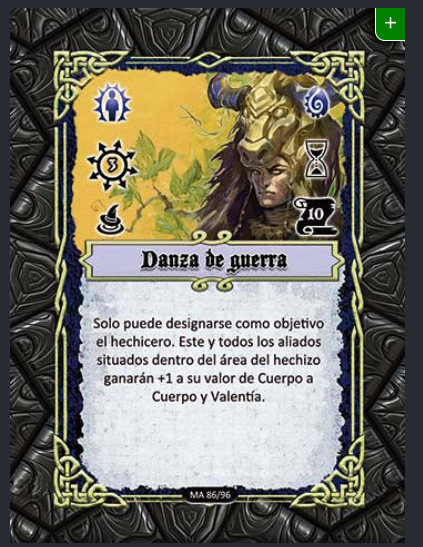 +
3
10
Danza de guerra
Solo puede designarse como objetivo
el hechicero. Este y todos los aliados
situados dentro del área del hechizo
ganarán +1 a su valor de Cuerpo a
Cuerpo y Valentía.
MA 86/96